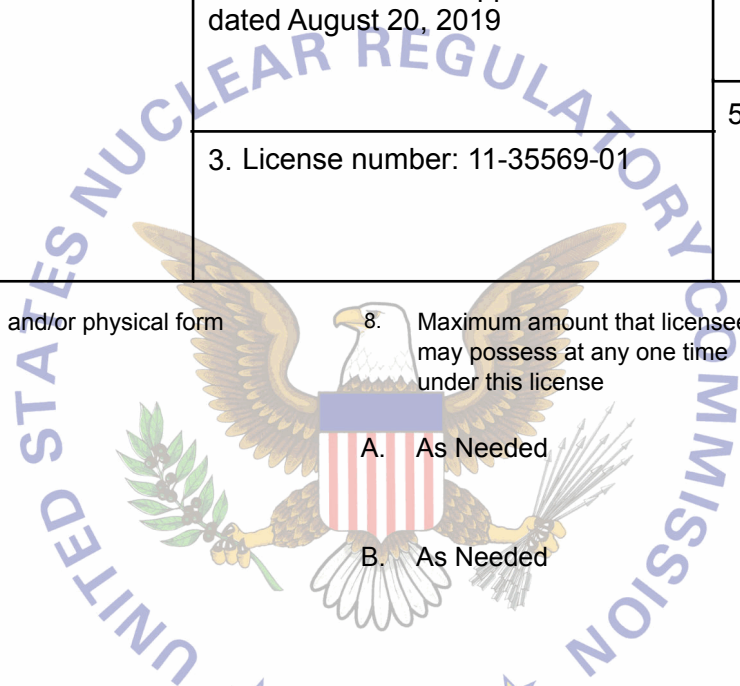 dated August 20, 2019
5
3. License number: 11-35569-01
and/or physical form
8. Maximum amount that licensee
may possess at any one time
under this license
A. As Needed
B. As Needed
UNITED STATES NUCLEAR REGULATORY COMMISSION